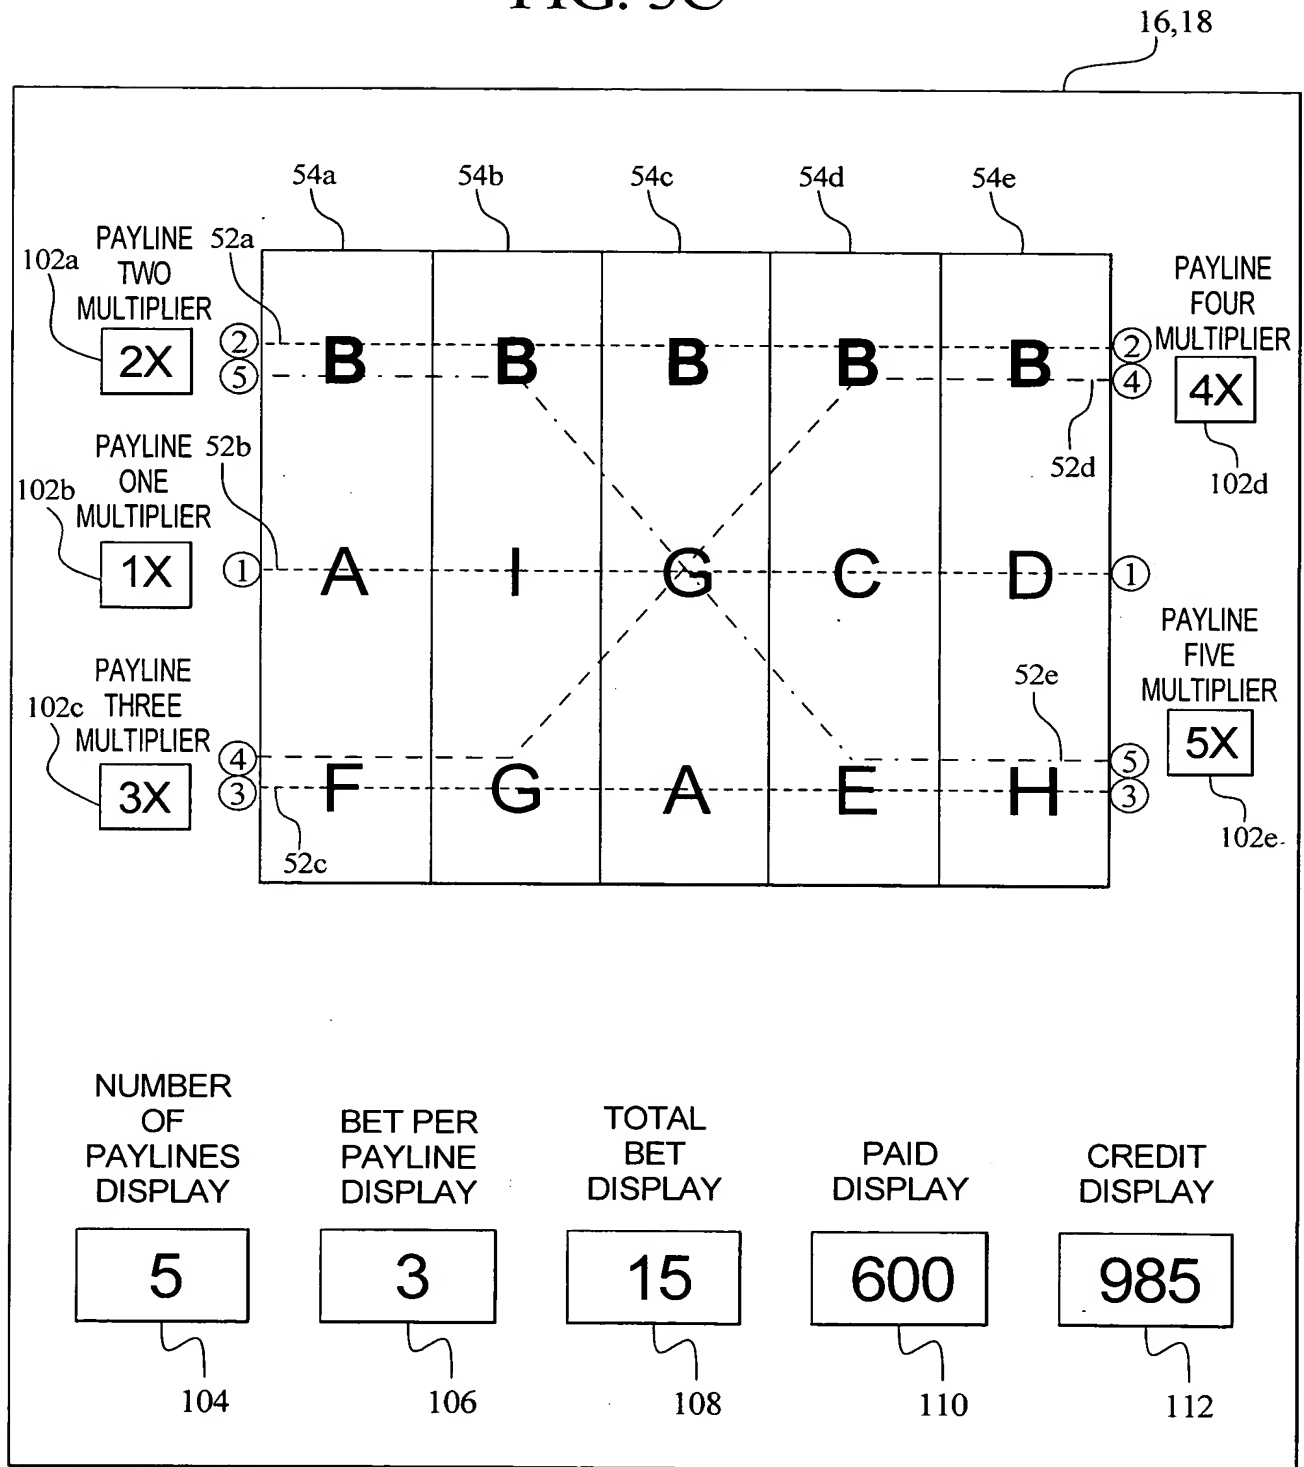 FIG. 5C
16,18
54a 54b 54c 54d 54e
PAYLINE
TWO
MULTIPLIER
102a
2X
52a
2 B B B B B 2
5 4
PAYLINE
FOUR
MULTIPLIER
4X
52d
102d
PAYLINE
ONE
MULTIPLIER
102b
1X
52b
1 A I G C D 1
PAYLINE
THREE
MULTIPLIER
102c
3X
4 5
3 F G A E H 3
52c
52e
PAYLINE
FIVE
MULTIPLIER
5X
102e
NUMBER
OF
PAYLINES
DISPLAY
5
104
BET PER
PAYLINE
DISPLAY
3
106
TOTAL
BET
DISPLAY
15
108
PAID
DISPLAY
600
110
CREDIT
DISPLAY
985
112